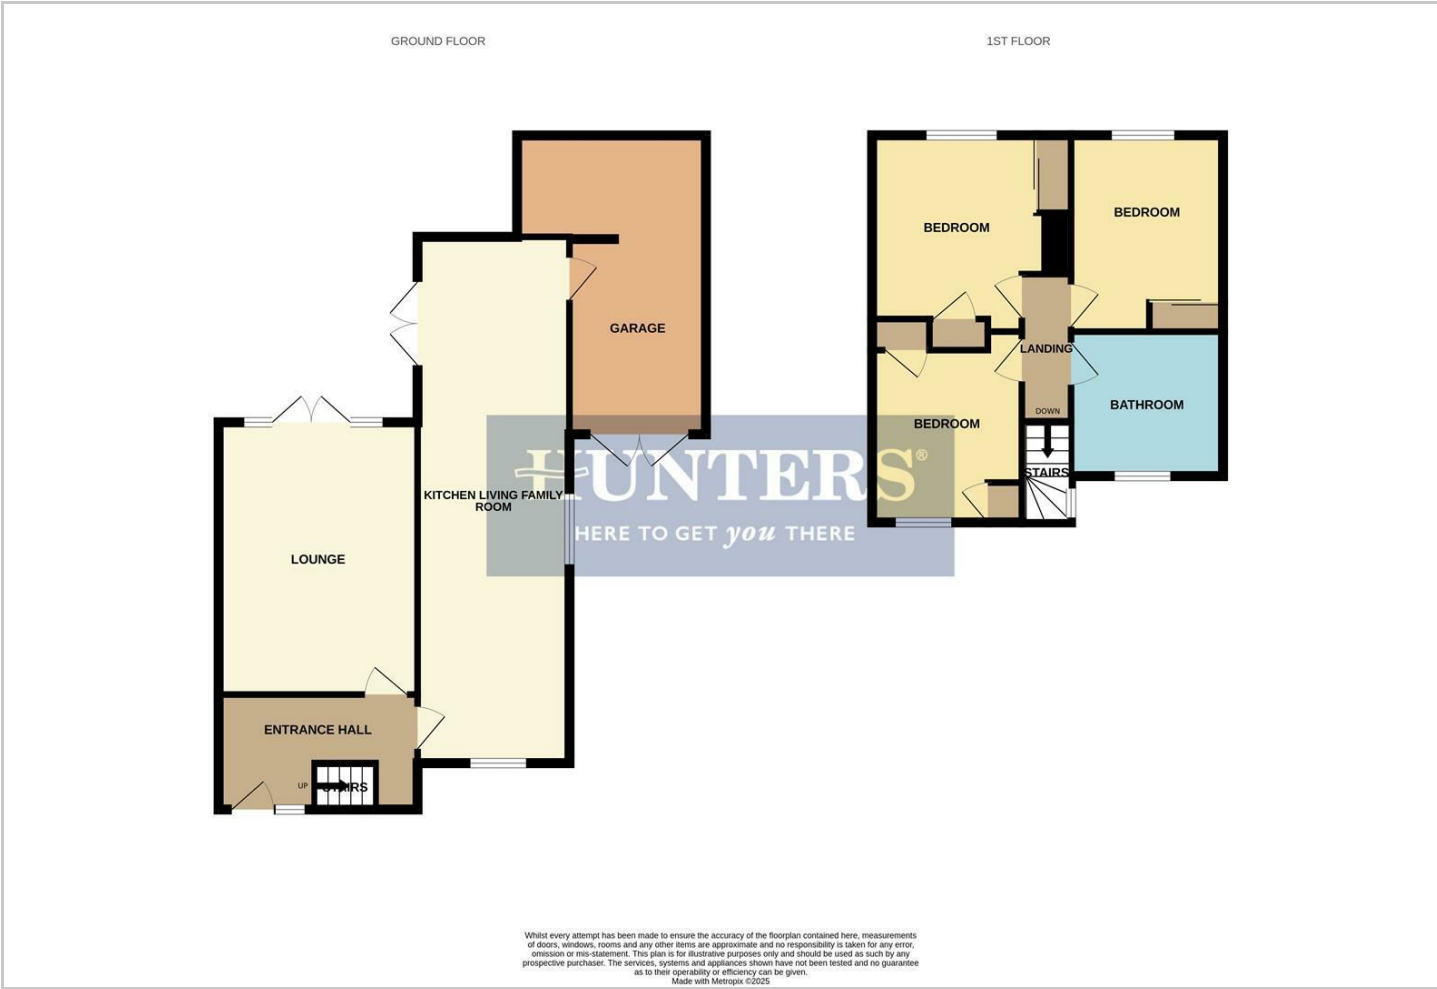 GROUND FLOOR
1ST FLOOR
BEDROOM
BEDROOM
GARAGE
LANDING
DOWN
BEDROOM
BATHROOM
STAIRS
HUNTERS®
HERE TO GET you THERE
KITCHEN LIVING FAMILY
ROOM
LOUNGE
ENTRANCE HALL
UP
STAIRS
Whilst every attempt has been made to ensure the accuracy of the floorplan contained here, measurements
of doors, windows, rooms and any other items are approximate and no responsibility is taken for any error,
omission or mis-statement. This plan is for illustrative purposes only and should be used as such by any
prospective purchaser. The services, systems and appliances shown have not been tested and no guarantee
as to their operability or efficiency can be given.
Made with Metropix ©2025